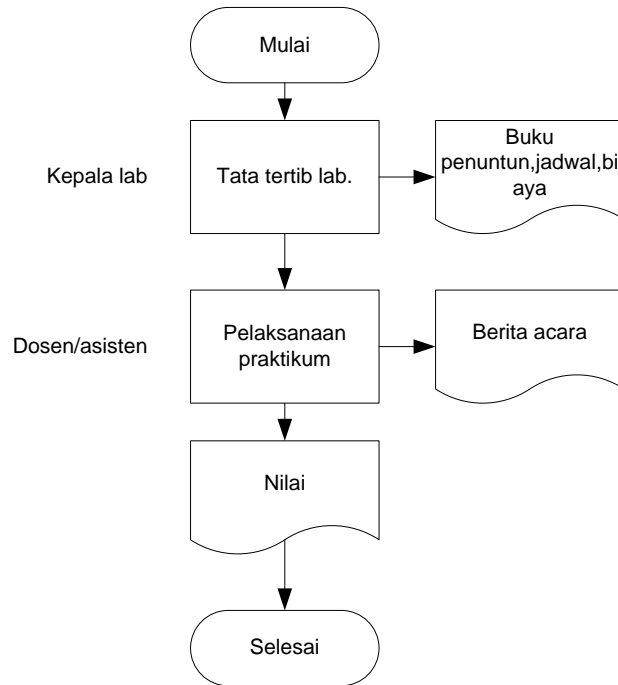 Mulai
Kepala lab
Tata tertib lab.
Buku
penuntun,jadwal,bi
aya
Dosen/asisten
Pelaksanaan
praktikum
Berita acara
Nilai
Selesai